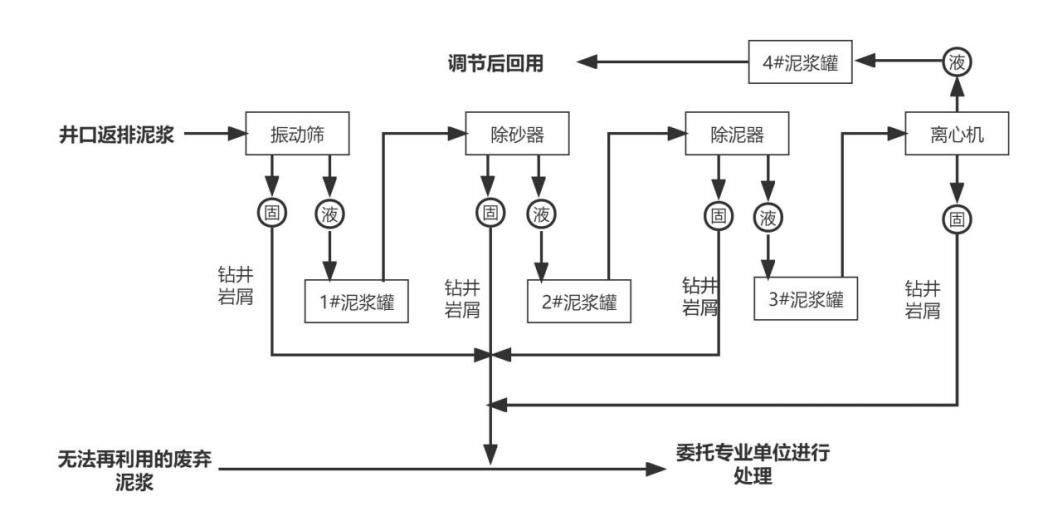 调节后回用
4#泥浆罐
液
井口返排泥浆
振动筛
除砂器
除泥器
离心机
固
液
固
液
固
液
固
钻井
岩屑
1#泥浆罐
钻井
岩屑
2#泥浆罐
钻井
岩屑
3#泥浆罐
钻井
岩屑
无法再利用的废弃
泥浆
委托专业单位进行
处理